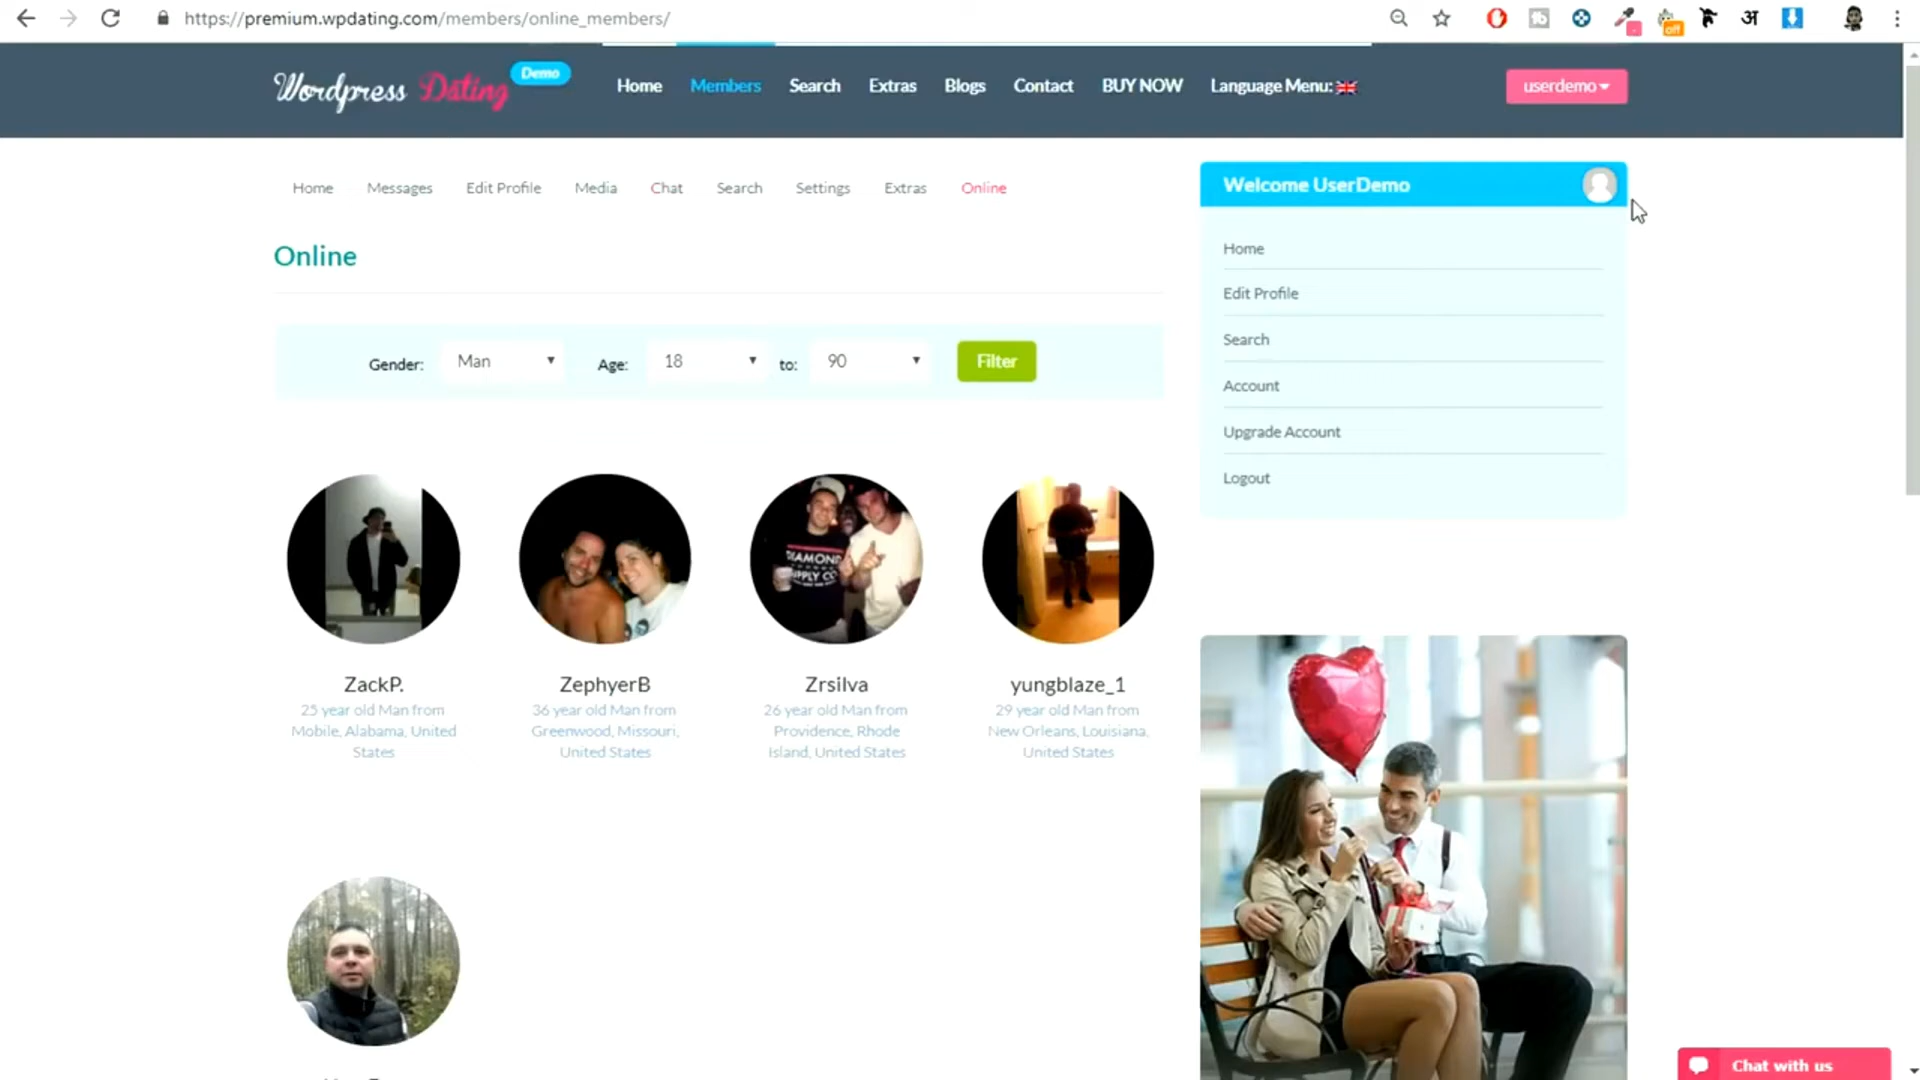 https://premium.wpdating.com/members/online_members/
off
अ
Wordpress Dating Demo
Home Members Search Extras Blogs Contact BUY NOW Language Menu:
userdemo
Home Messages Edit Profile Media Chat Search Settings Extras Online
Welcome UserDemo
Home
Edit Profile
Search
Account
Upgrade Account
Logout
Online
Gender: Man Age: 18 to: 90 Filter
DIAMOND
SUPPLY CO
ZackP.
25 year old Man from
Mobile, Alabama, United
States
ZephyerB
36 year old Man from
Greenwood, Missouri,
United States
Zrsilva
26 year old Man from
Providence, Rhode
Island, United States
yungblaze_1
29 year old Man from
New Orleans, Louisiana,
United States
Chat with us